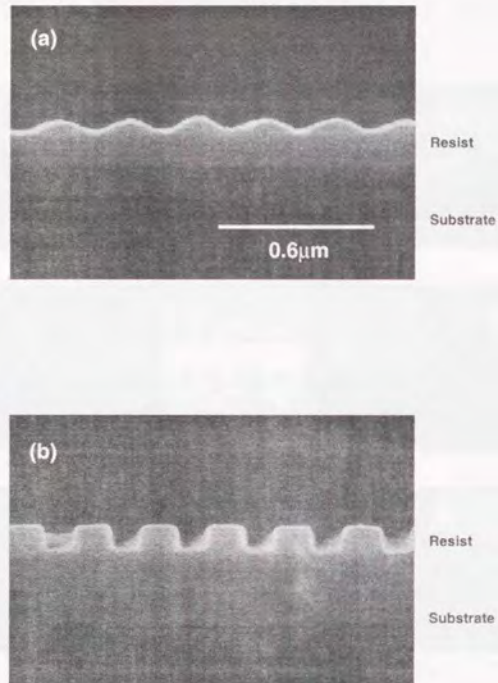 (a)
Resist
Substrate
0.6μm
(b)
Resist
Substrate